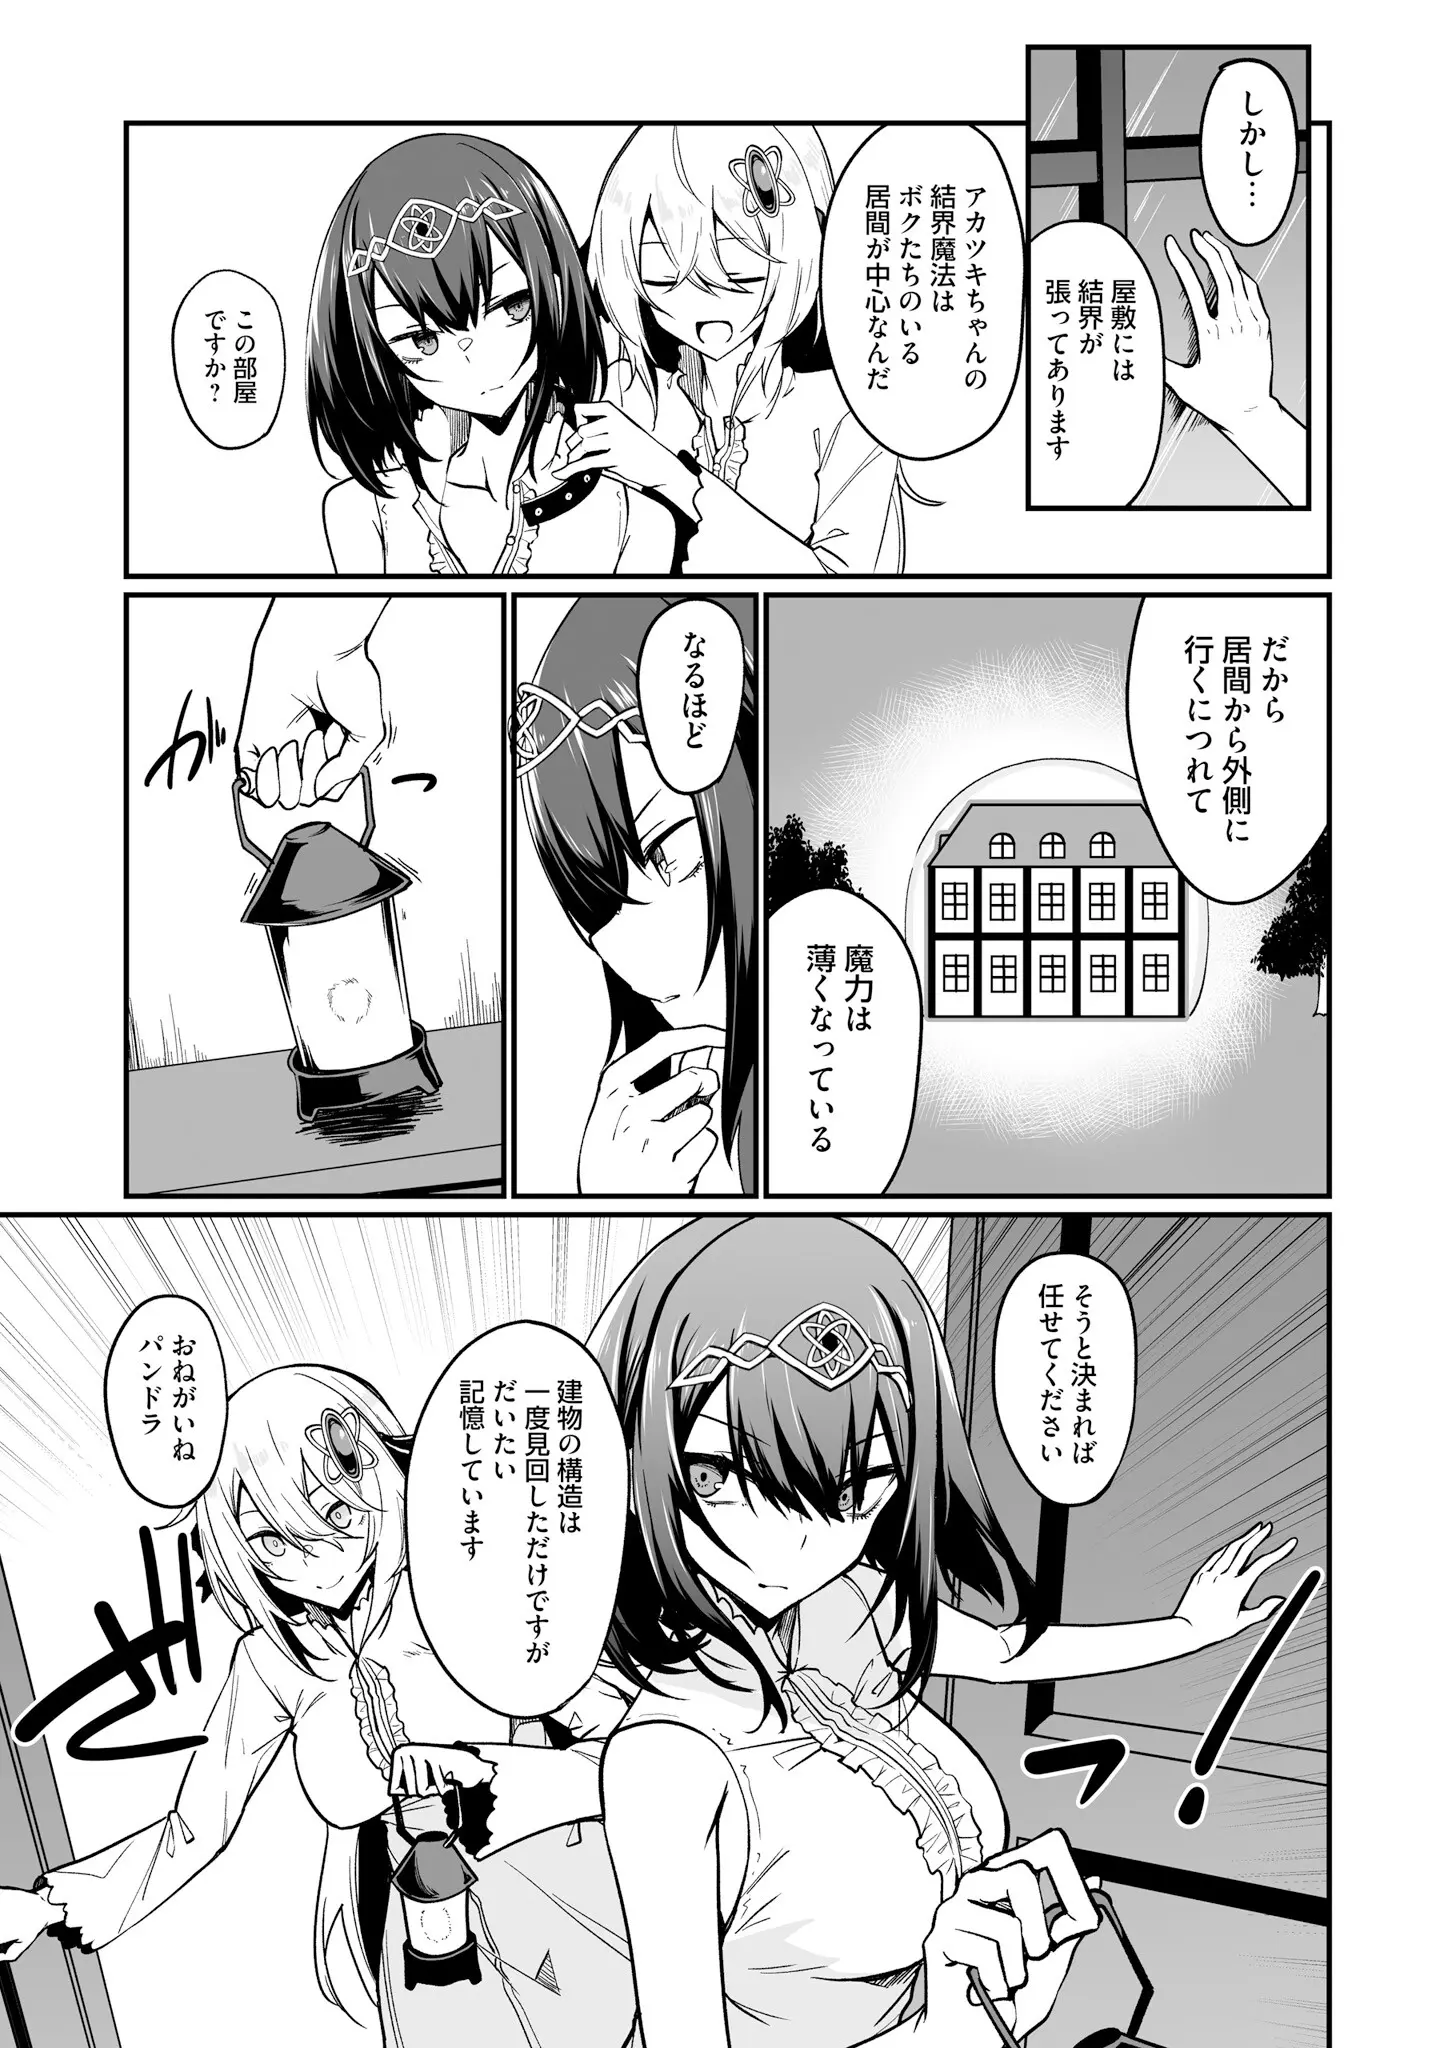 しかし…
屋敷には
結界が
張ってあります
アカツキちゃんの
結界魔法は
ボクたちのいる
居間が中心なんだ
この部屋
ですか？
だから
居間から外側に
行くにつれて
魔力は
薄くなっている
なるほど
ガッ
そうと決まれば
任せてください
建物の構造は
一度見回しただけですが
だいたい
記憶しています
おねがいね
パンドラ